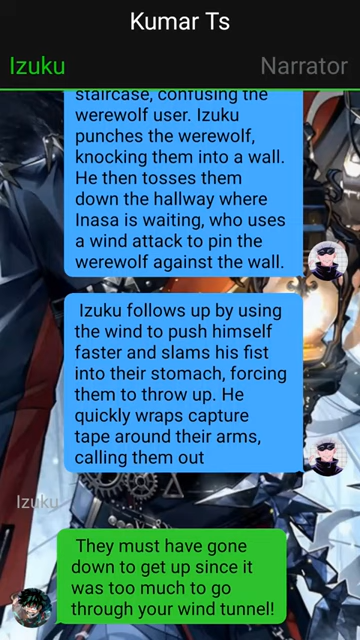 Kumar Ts
Izuku
Narrator
staircase, confusing the
werewolf user. Izuku
punches the werewolf,
knocking them into a wall.
He then tosses them
down the hallway where
Inasa is waiting, who uses
a wind attack to pin the
werewolf against the wall.
Izuku follows up by using
the wind to push himself
faster and slams his fist
into their stomach, forcing
them to throw up. He
quickly wraps capture
tape around their arms,
calling them out
Izuku
They must have gone
down to get up since it
was too much to go
through your wind tunnel!